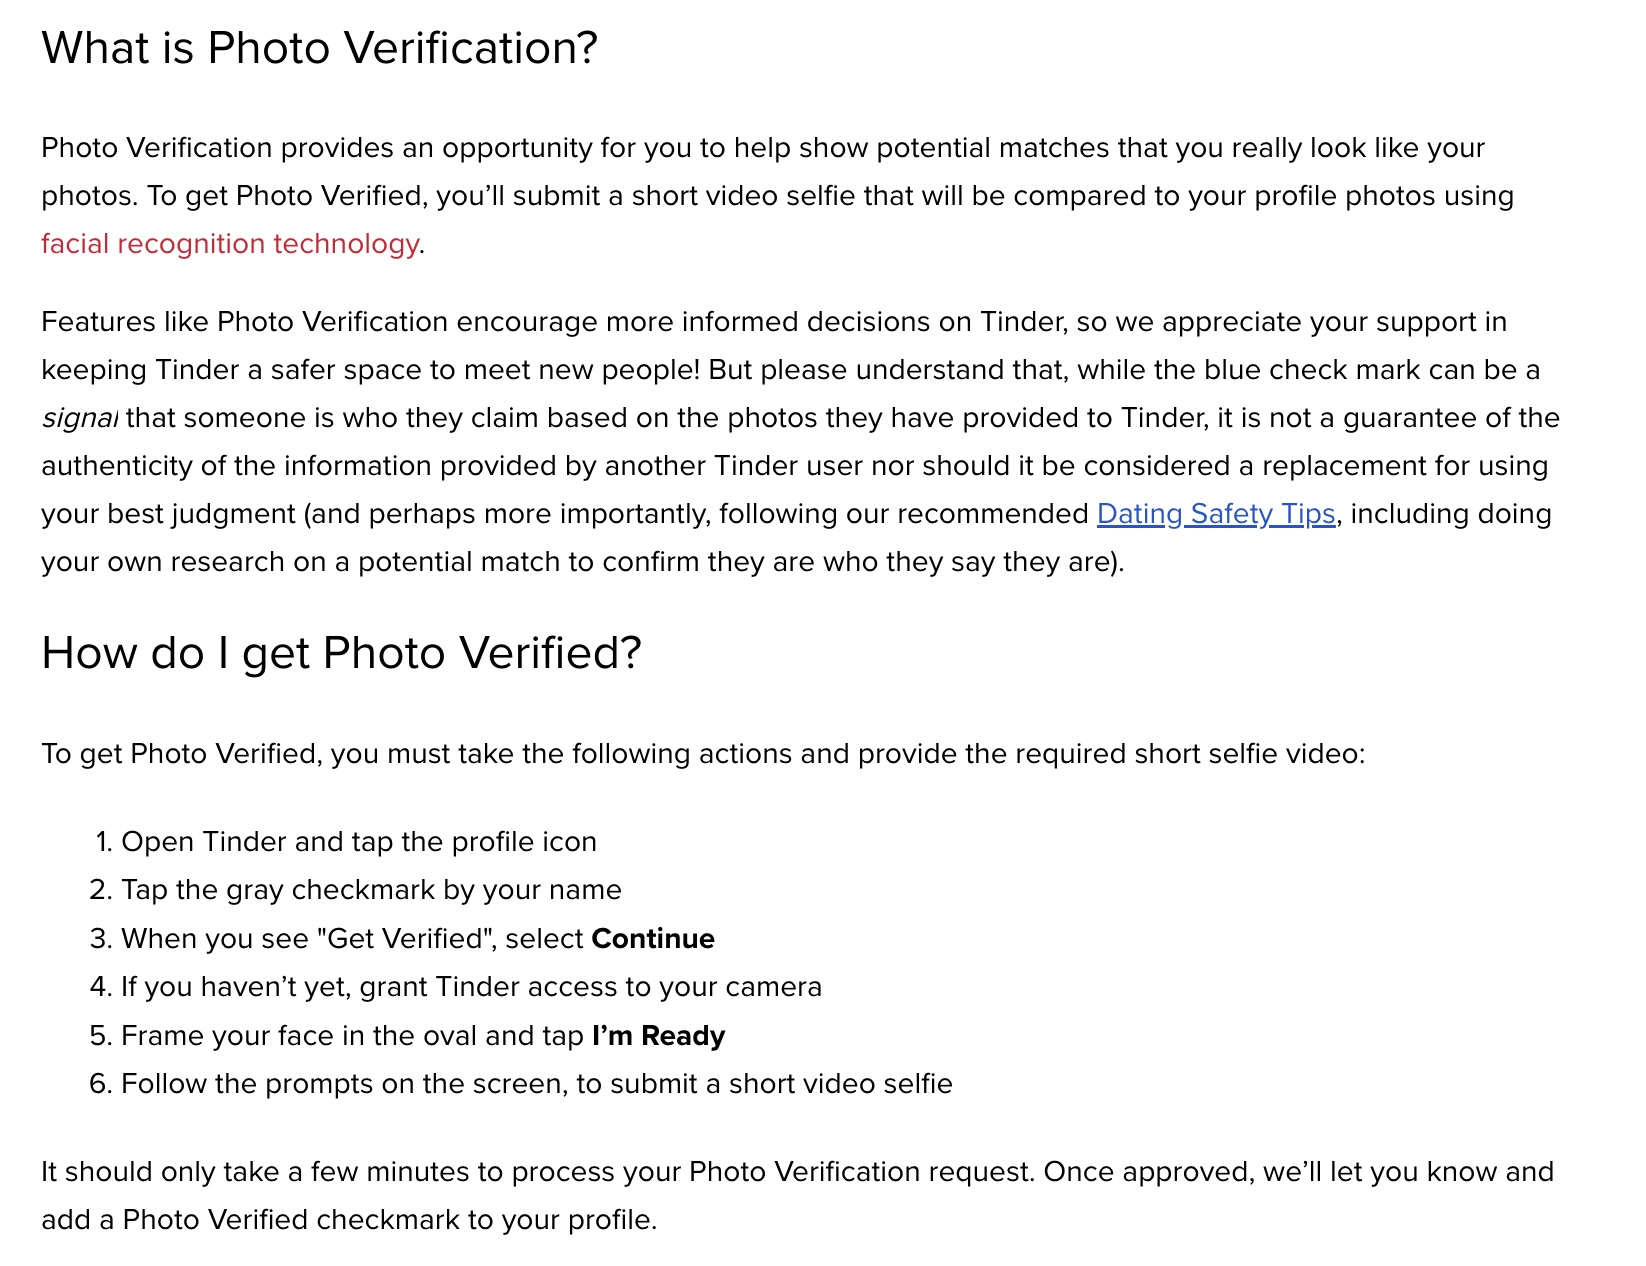 What is Photo Verification?
Photo Verification provides an opportunity for you to help show potential matches that you really look like your
photos. To get Photo Verified, you’ll submit a short video selfie that will be compared to your profile photos using
facial recognition technology.
Features like Photo Verification encourage more informed decisions on Tinder, so we appreciate your support in
keeping Tinder a safer space to meet new people! But please understand that, while the blue check mark can be a
signal that someone is who they claim based on the photos they have provided to Tinder, it is not a guarantee of the
authenticity of the information provided by another Tinder user nor should it be considered a replacement for using
your best judgment (and perhaps more importantly, following our recommended Dating Safety Tips, including doing
your own research on a potential match to confirm they are who they say they are).
How do I get Photo Verified?
To get Photo Verified, you must take the following actions and provide the required short selfie video:
1. Open Tinder and tap the profile icon
2. Tap the gray checkmark by your name
3. When you see "Get Verified", select Continue
4. If you haven’t yet, grant Tinder access to your camera
5. Frame your face in the oval and tap I’m Ready
6. Follow the prompts on the screen, to submit a short video selfie
It should only take a few minutes to process your Photo Verification request. Once approved, we’ll let you know and
add a Photo Verified checkmark to your profile.